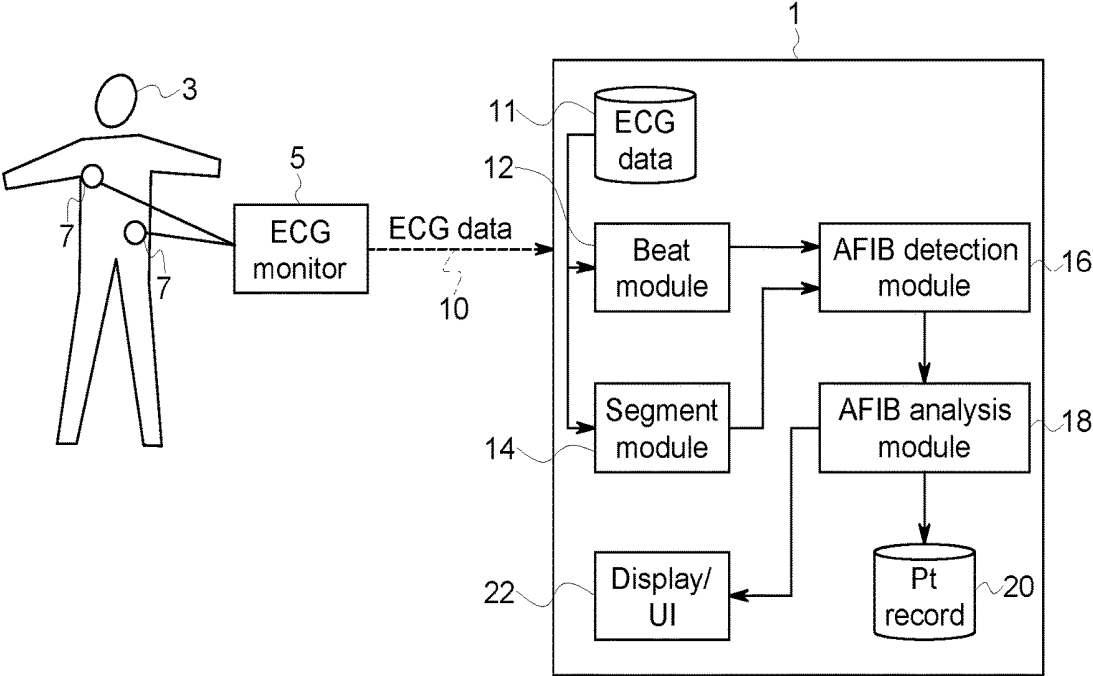 1
3
11
ECG
data
12
5
7
ECG
monitor
ECG data
10
7
Beat
module
AFIB detection
module
16
Segment
module
14
AFIB analysis
module
18
22
Display/
UI
Pt
record
20